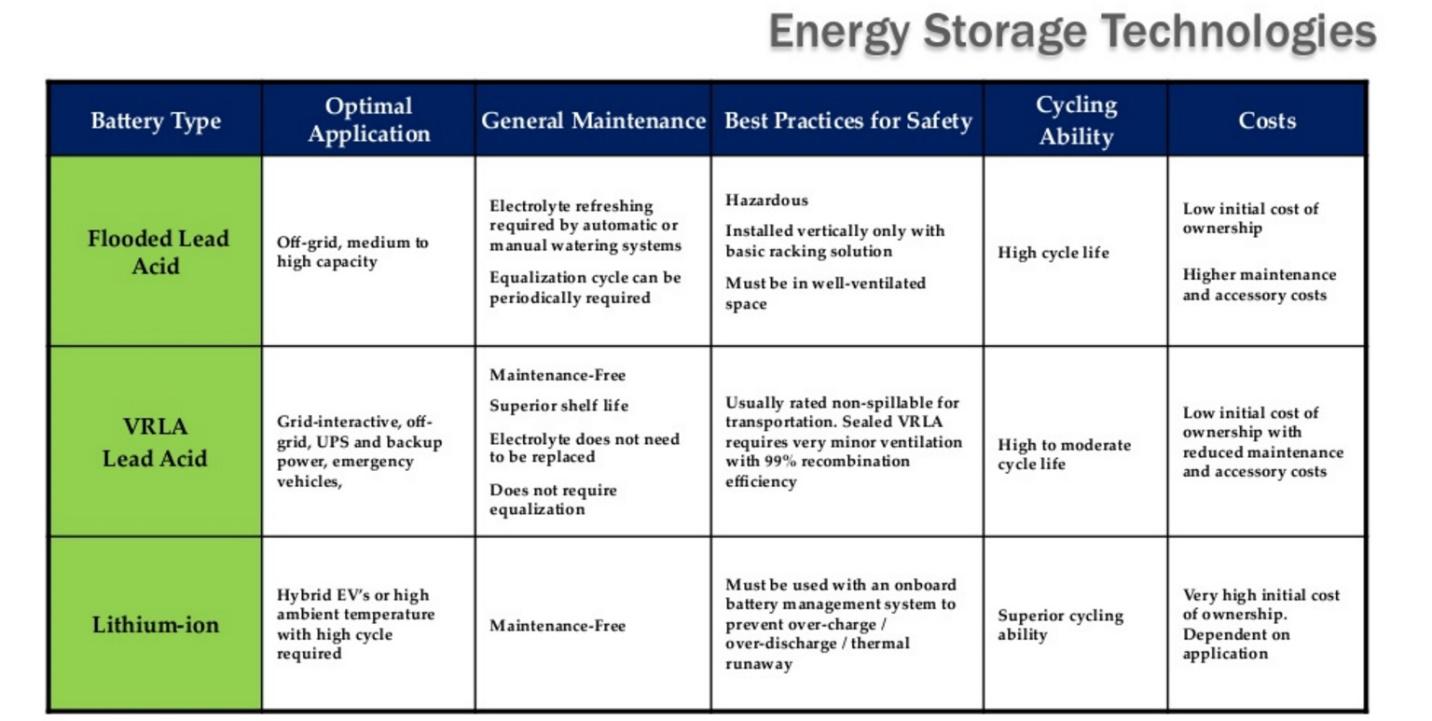 Energy Storage Technologies
Battery Type
Optimal
Application
General Maintenance
Best Practices for Safety
Cycling
Ability
Costs
Flooded Lead
Acid
Off-grid, medium to
high capacity
Electrolyte refreshing
required by automatic or
manual watering systems
Equalization cycle can be
periodically required
Hazardous
Installed vertically only with
basic racking solution
Must be in well-ventilated
space
High cycle life
Low initial cost of
ownership
Higher maintenance
and accessory costs
VRLA
Lead Acid
Grid-interactive, off-
grid, UPS and backup
power, emergency
vehicles,
Maintenance-Free
Superior shelf life
Electrolyte does not need
to be replaced
Does not require
equalization
Usually rated non-spillable for
transportation. Sealed VRLA
requires very minor ventilation
with 99% recombination
efficiency
High to moderate
cycle life
Low initial cost of
ownership with
reduced maintenance
and accessory costs
Lithium-ion
Hybrid EV's or high
ambient temperature
with high cycle
required
Maintenance-Free
Must be used with an onboard
battery management system to
prevent over-charge /
over-discharge / thermal
runaway
Superior cycling
ability
Very high initial cost
of ownership.
Dependent on
application